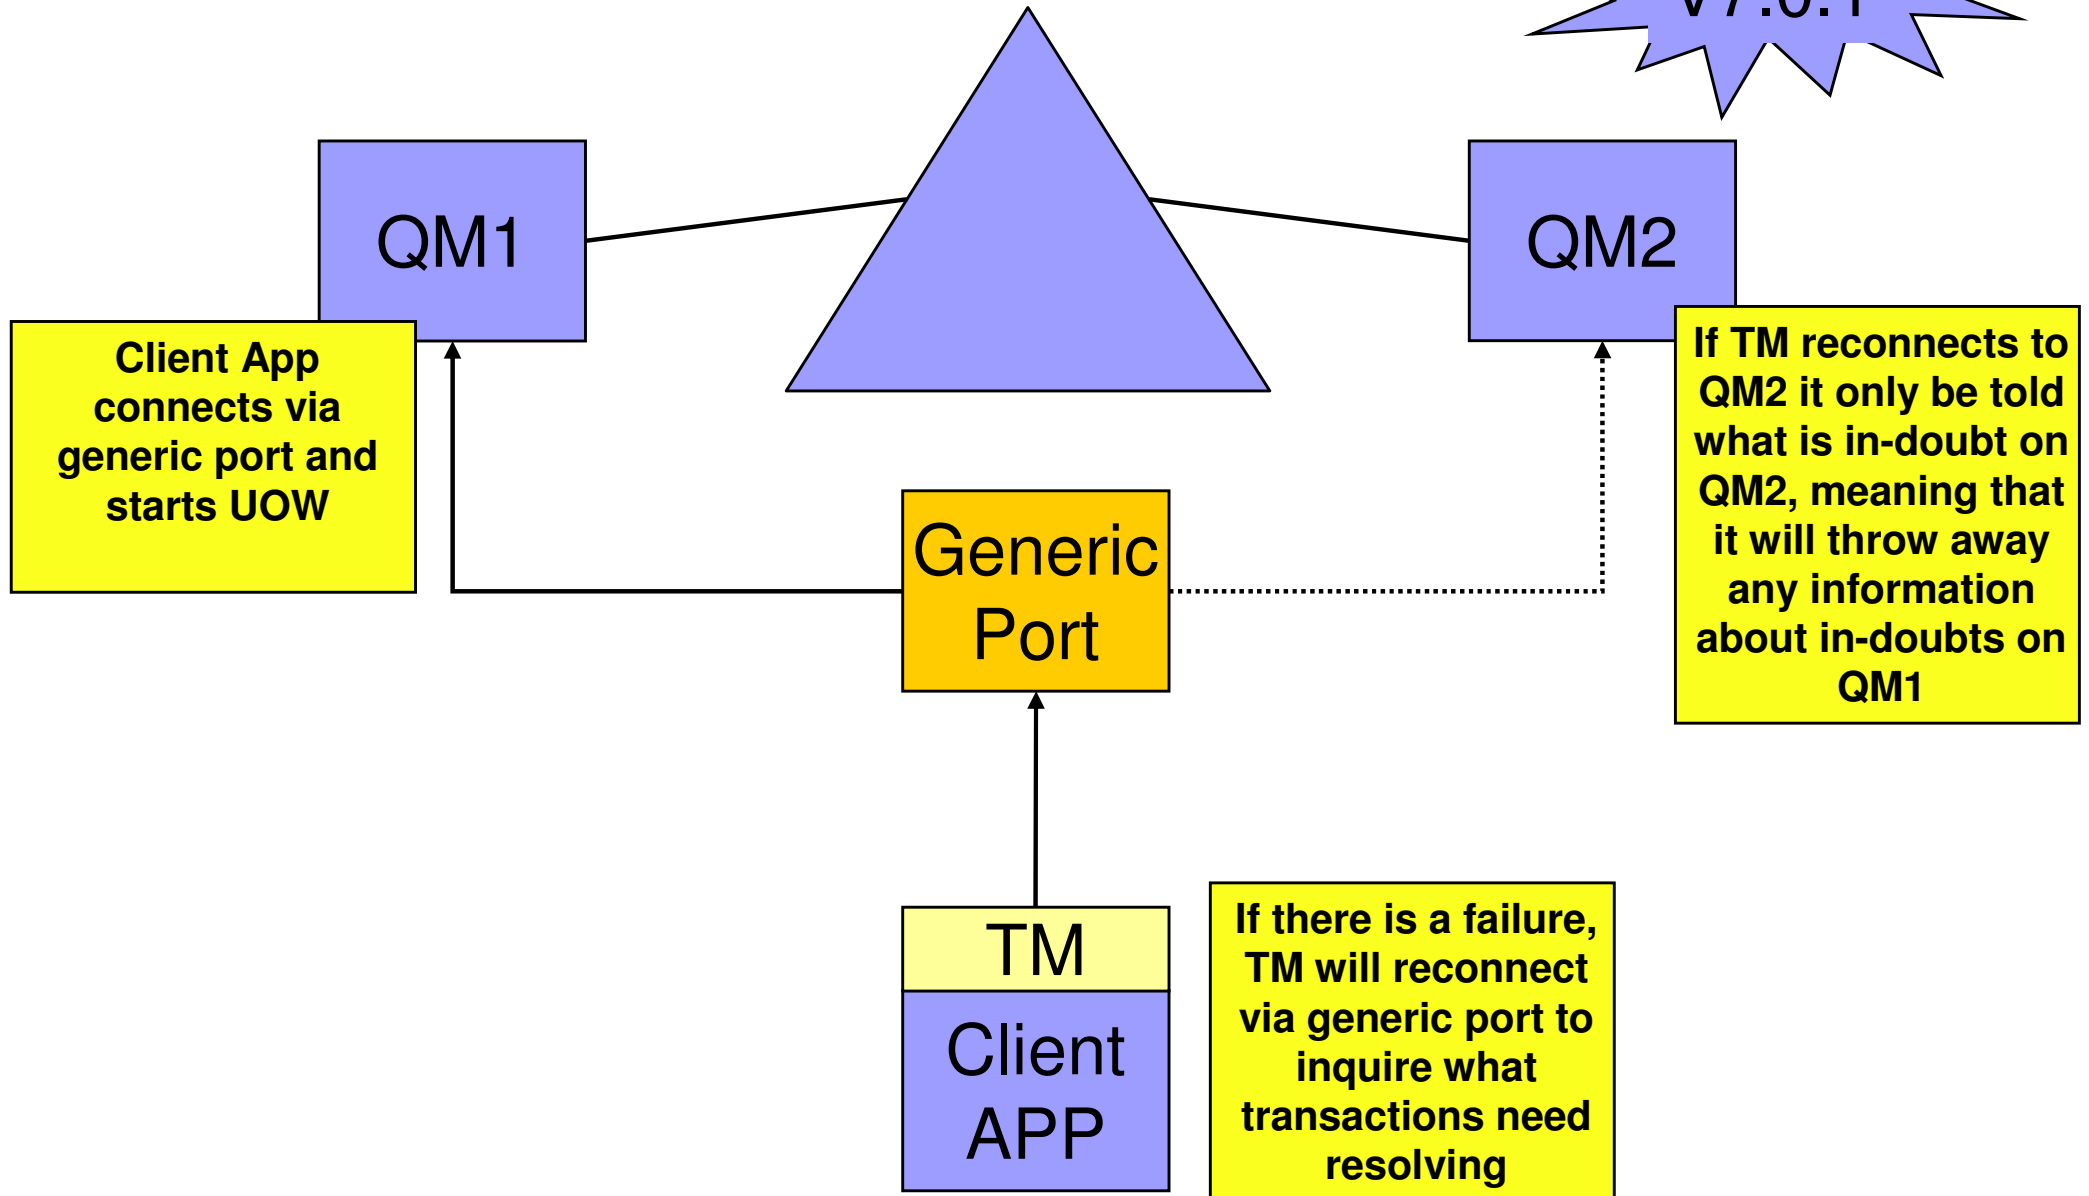 V7.0.1
QM1
QM2
Client App
connects via
generic port and
starts UOW
If TM reconnects to
QM2 it only be told
what is in-doubt on
QM2, meaning that
it will throw away
any information
about in-doubts on
QM1
Generic
Port
TM
Client
APP
If there is a failure,
TM will reconnect
via generic port to
inquire what
transactions need
resolving